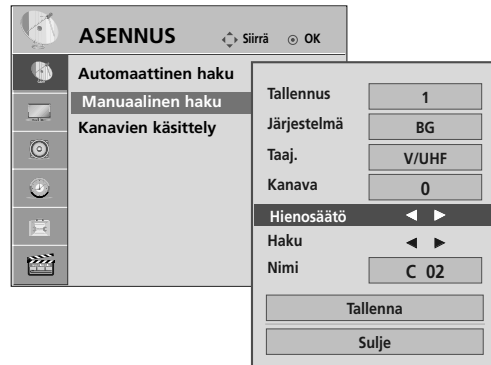 ASENNUS Siirrä OK
Automaattinen haku
Manuaalinen haku
Kanavien käsittely
Tallennus 1
Järjestelmä BG
Taaj. V/UHF
Kanava 0
Hienosäätö ◀ ▶
Haku ◀ ▶
Nimi C 02
Tallenna
Sulje